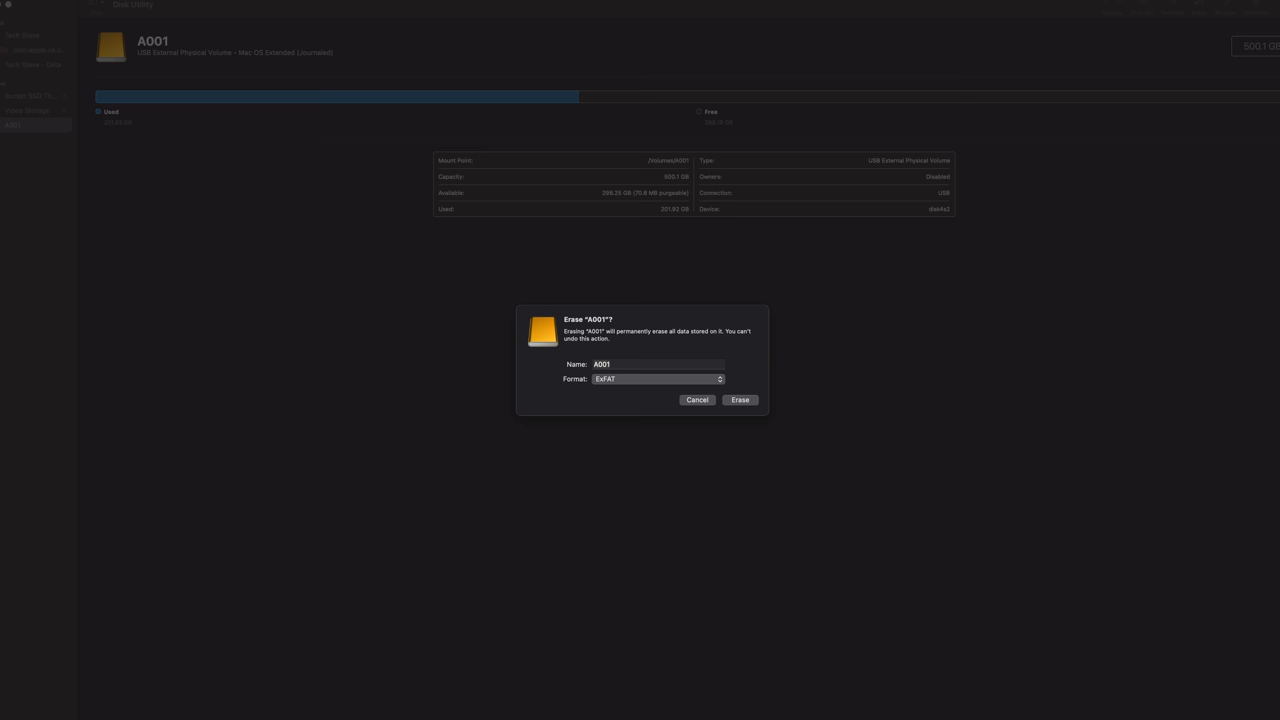 Disk Utility
A001
USB External Physical Volume - Mac OS Extended (Journaled)
500.1 GB
Used
Free
A001
Mount Point: /Volumes/A001
Type: USB External Physical Volume
Capacity: 500.1 GB
Owners: Disabled
Available: 298.25 GB (70.6 MB purgeable)
Connection: USB
Used: 201.92 GB
Device: disk4s2
Erase “A001”?
Erasing “A001” will permanently erase all data stored on it. You can’t
undo this action.
Name: A001
Format: ExFAT
Cancel
Erase